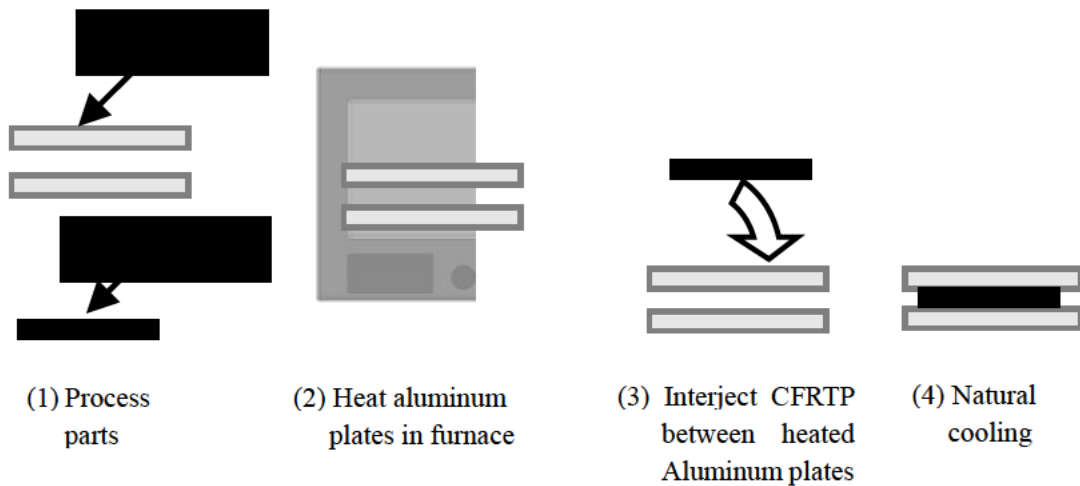 (1) Process
parts
(2) Heat aluminum
plates in furnace
(3) Interject CFRTP
between heated
Aluminum plates
(4) Natural
cooling